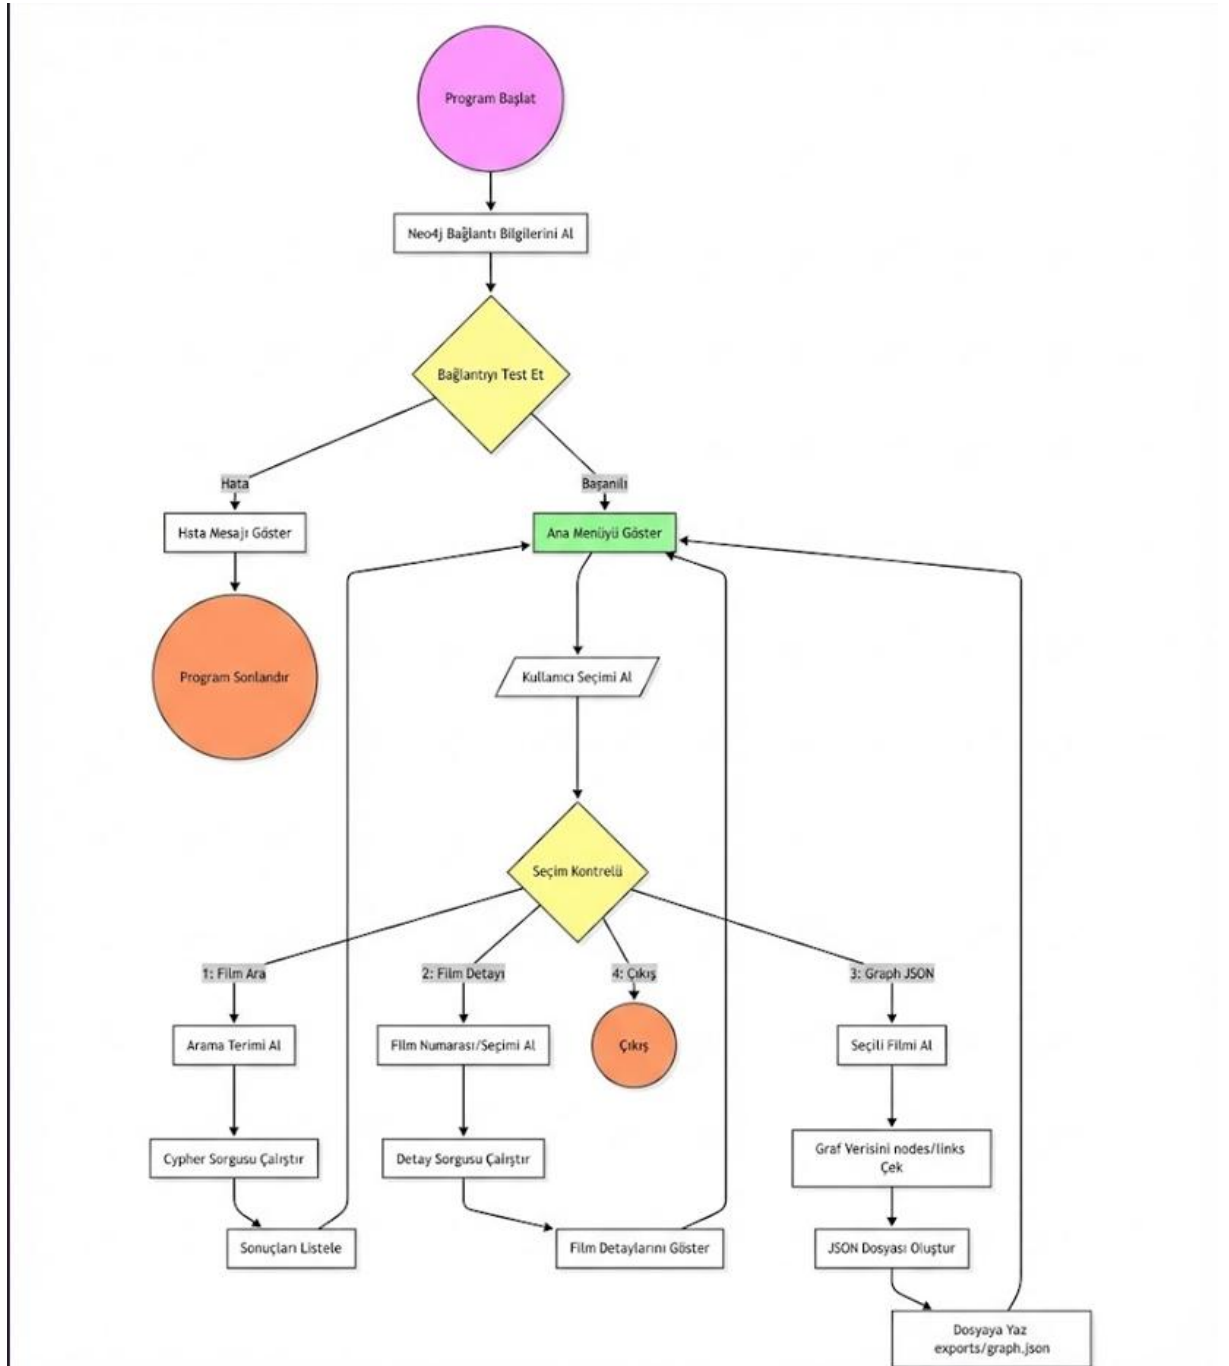 Program Başlat
Neo4j Bağlantı Bilgilerini Al
Bağlantıyı Test Et
Hata
Başanılı
Hsta Mesajı Göster
Ana Menüyü Göster
Program Sonlandır
Kullanıcı Seçimi Al
Seçim Kontrelü
1: Film Ara
2: Film Detayı
4: Çıkış
3: Graph JSON
Arama Terimi Al
Film Numarası/Seçimi Al
Çıkış
Seçili Filmi Al
Cypher Sorgusu Çalıştır
Detay Sorgusu Çalıştır
Graf Verisini nodes/links
Çek
Sonuçları Listele
Film Detaylarını Göster
JSON Dosyası Oluştur
Dosyaya Yaz
exports/graph.json